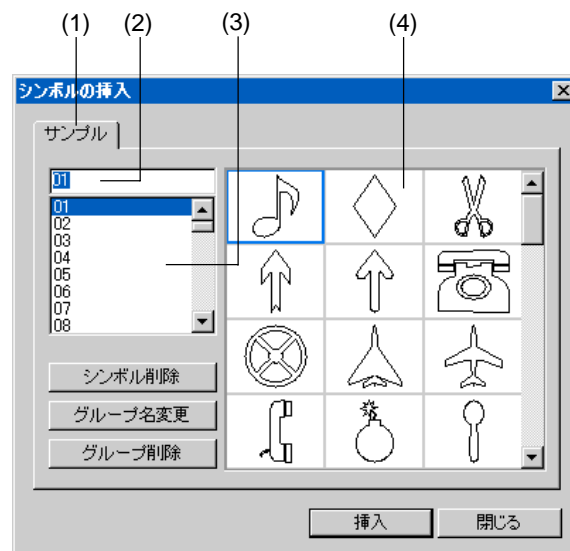 (1) (2) (3) (4)
シンボルの挿入
サンプル
01
01
02
03
04
05
06
07
08
シンボル削除
グループ名変更
グループ削除
挿入 閉じる